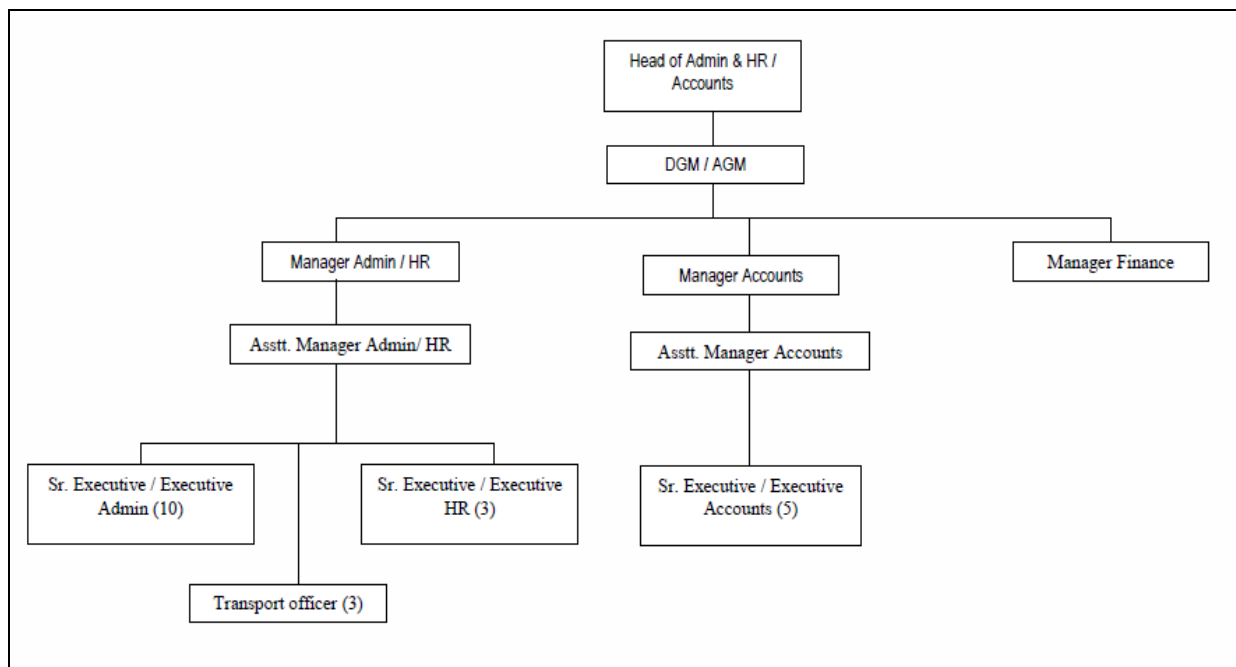 Head of Admin & HR /
Accounts
DGM / AGM
Manager Admin / HR
Manager Accounts
Manager Finance
Asstt. Manager Admin/ HR
Asstt. Manager Accounts
Sr. Executive / Executive
Admin (10)
Sr. Executive / Executive
HR (3)
Sr. Executive / Executive
Accounts (5)
Transport officer (3)